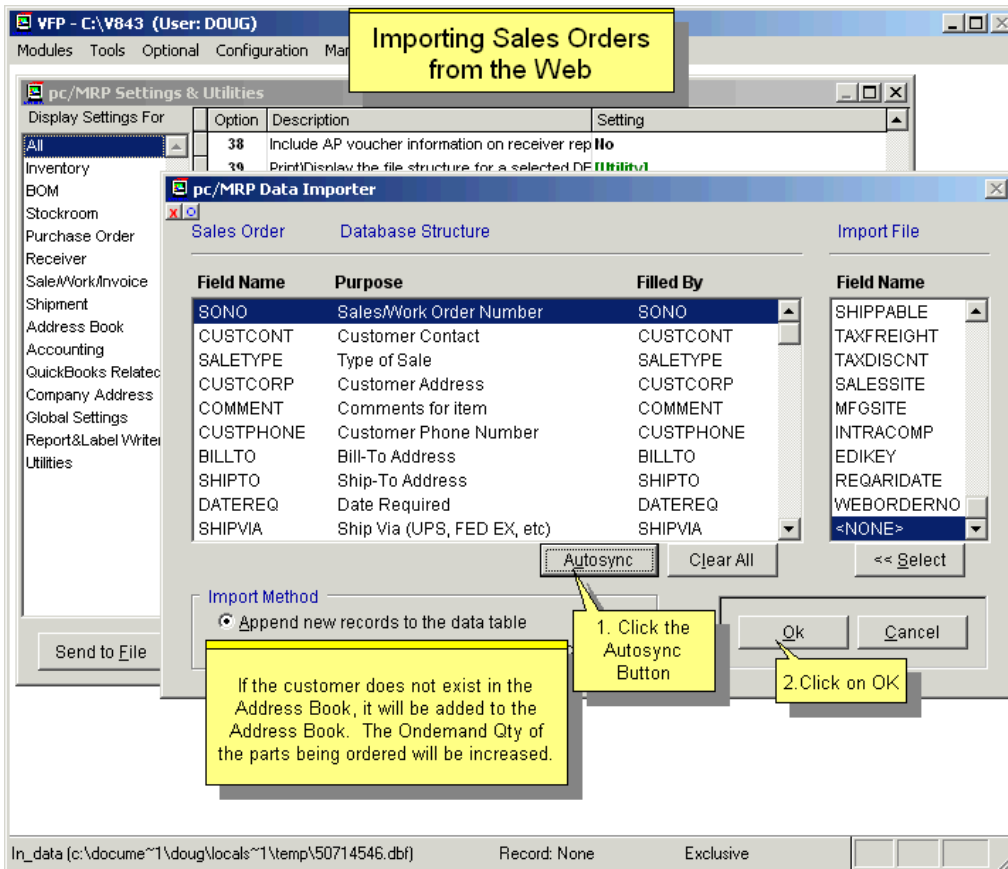 VFP - C:\V843 (User: DOUG)
Importing Sales Orders
from the Web
Modules Tools Optional Configuration
pc/MRP Settings & Utilities
Display Settings For
All
Inventory
BOM
Stockroom
Purchase Order
Receiver
Sale/Work/Invoice
Shipment
Address Book
Accounting
QuickBooks Related
Company Address
Global Settings
Report&Label Writer
Utilities
Send to File
Option Description Setting
38 Include AP voucher information on receiver rep No
39 Print\Display the file structure for a selected DF [Utility]
pc/MRP Data Importer
Sales Order Database Structure Import File
Field Name Purpose Filled By
SONO Sales/Work Order Number SONO
CUSTCONT Customer Contact CUSTCONT
SALETYPE Type of Sale SALETYPE
CUSTCORP Customer Address CUSTCORP
COMMENT Comments for item COMMENT
CUSTPHONE Customer Phone Number CUSTPHONE
BILLTO Bill-To Address BILLTO
SHIPTO Ship-To Address SHIPTO
DATEREQ Date Required DATEREQ
SHIPVIA Ship Via (UPS, FED EX, etc) SHIPVIA
Field Name
SHIPPABLE
TAXFREIGHT
TAXDISCNT
SALESSITE
MFGSITE
INTRACOMP
EDIKEY
REQARIDATE
WEBORDERNO
<NONE>
Autosync Clear All << Select
Import Method
Append new records to the data table
Ok Cancel
1. Click the
Autosync
Button
2.Click on OK
If the customer does not exist in the
Address Book, it will be added to the
Address Book. The Ondemand Qty of
the parts being ordered will be increased.
In_data (c:\docume~1\doug\locals~1\temp\50714546.dbf) Record: None Exclusive